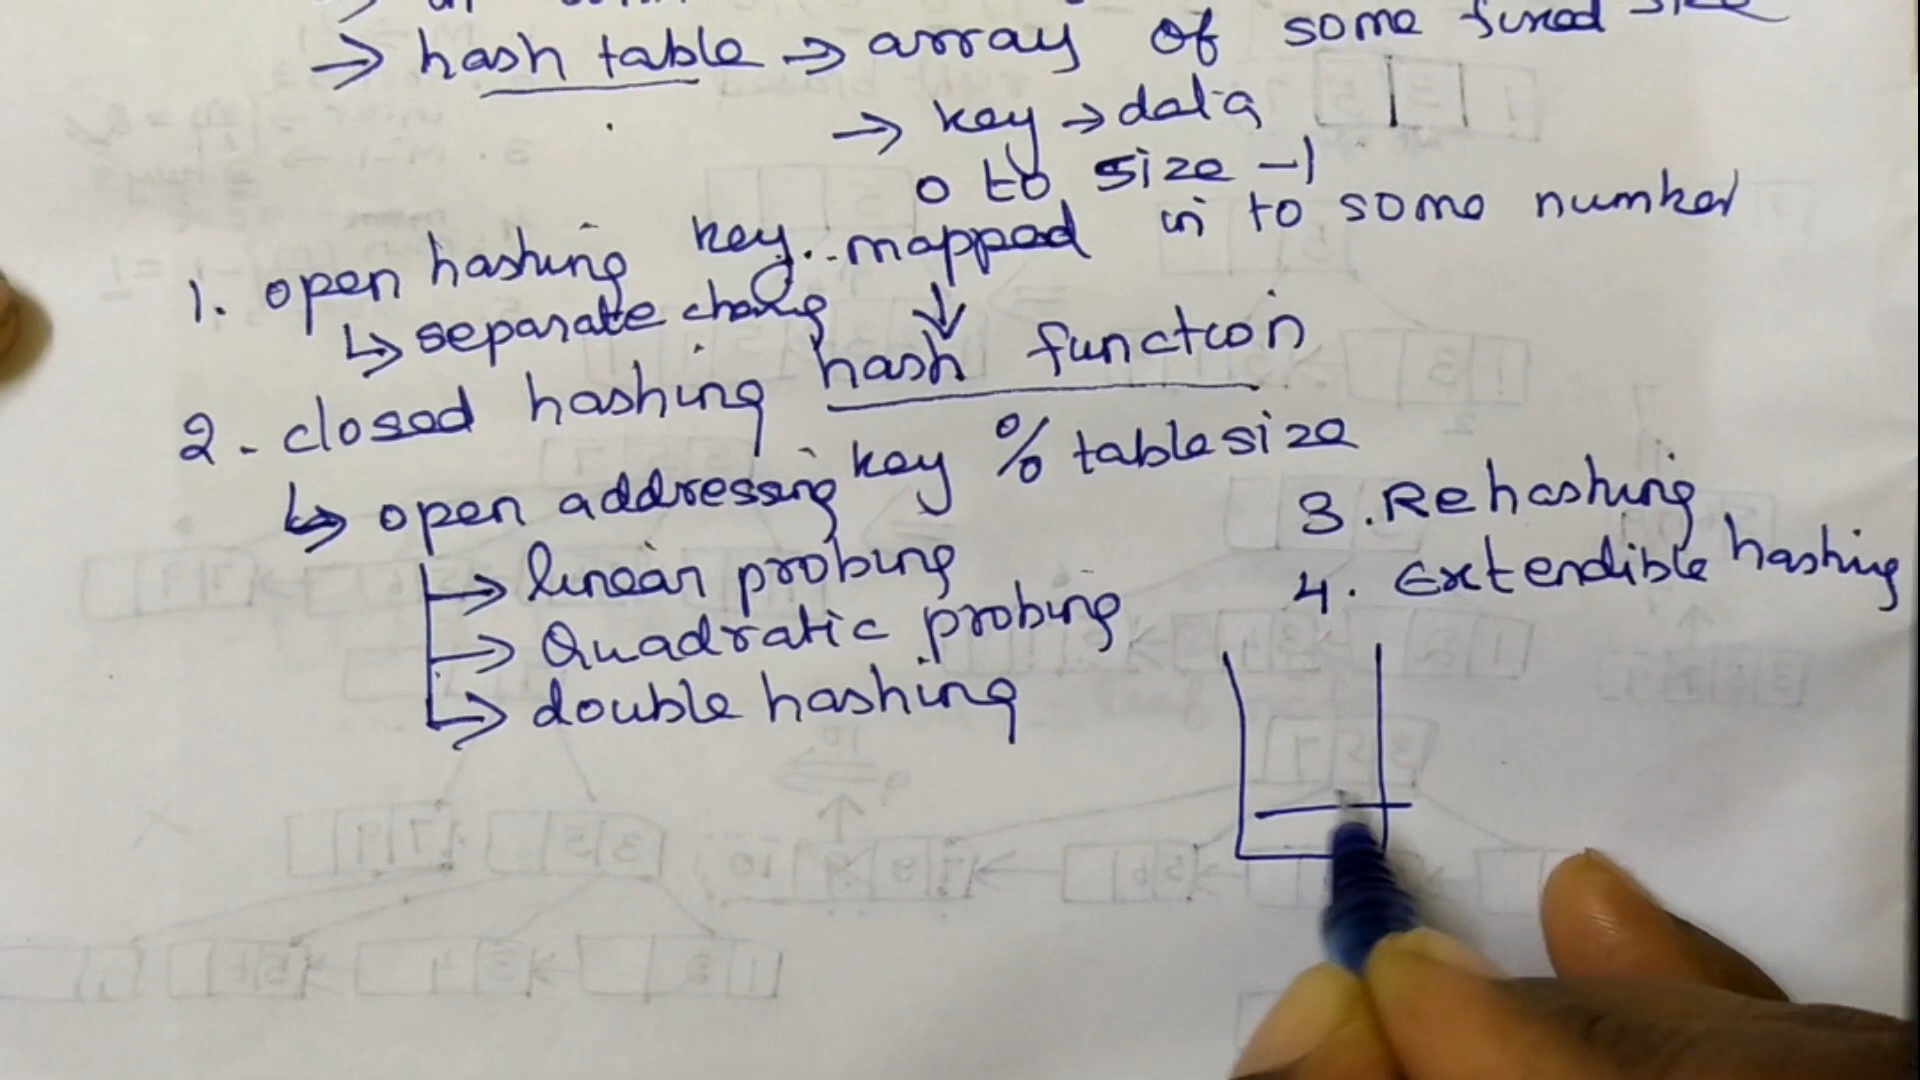 → hash table → array of some fixed size
→ key → data
0 to size -1
key mapped in to some number
1. open hashing
↳ separate chaing
↓
hash function
2. closed hashing
key % tablesize
↳ open addressing
→ linear probing
→ Quadratic probing
→ double hashing
3. Rehashing
4. Extendible hashing